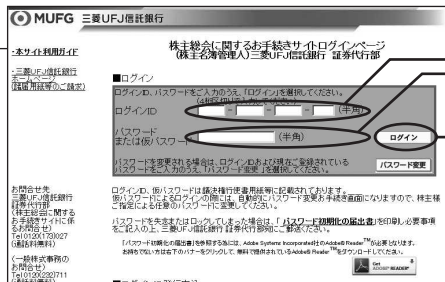 MUFG 三菱UFJ信託銀行
・本サイト利用ガイド
・三菱UFJ信託銀行
ホームページ
(諸届用紙等のご請求)
お問合せ先
三菱UFJ信託銀行
証券代行部
(株主総会に関する
お手続きサイトに係
るお問合せ)
Tel 0120(173)027
(通話料無料)
(一般株式事務の
お問合せ)
Tel 0120(232)711
(通話料無料)
株主総会に関するお手続きサイトログインページ
(株主名簿管理人)三菱UFJ信託銀行 証券代行部
■ログイン
ログインID、パスワードをご入力のうえ、「ログイン」を選択してください。
ログインID - - - (半角)
パスワード
または仮パスワード (半角)
ログイン
パスワードを変更される場合は、ログインIDおよび現在ご登録されている
パスワードをご入力のうえ、「パスワード変更」を選択してください。
パスワード変更
ログインID、仮パスワードは議決権行使書用紙等に記載されております。
仮パスワードによるログインの際には、自動的にパスワード変更お手続き画面になりますので、株主様
ご指定による任意のパスワードに変更してください。
パスワードを失念またはロックしてしまった場合は、「パスワード初期化の届出書」を印刷し必要事項
をご記入の上、三菱UFJ信託銀行 証券代行部宛にご郵送ください。
「パスワード初期化の届出書」を参照する為には、Adobe Systems Incorporated社のAdobe® Reader™が必要となります。
お持ちでない方は右下のバナーをクリックして、無料で提供されているAdobe® Reader™をダウンロードしてください。
Get ADOBE® READER®